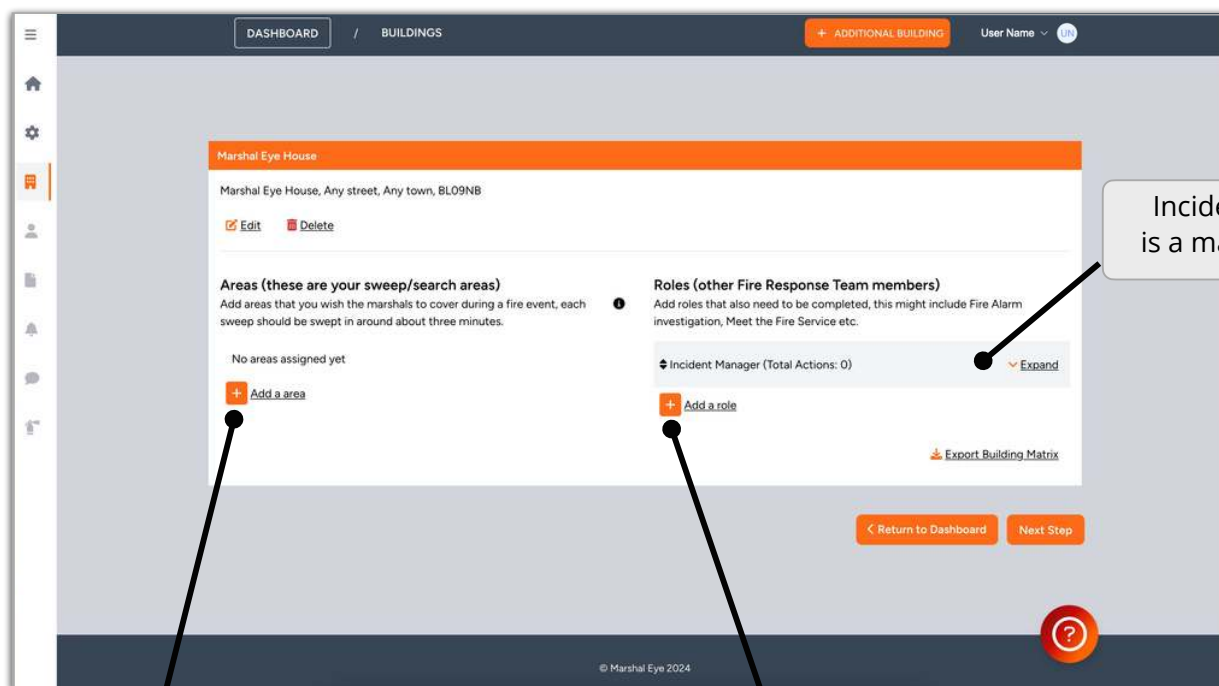 DASHBOARD / BUILDINGS
+ ADDITIONAL BUILDING
User Name
UN
Marshal Eye House
Marshal Eye House, Any street, Any town, BL09NB
Edit Delete
Areas (these are your sweep/search areas)
Add areas that you wish the marshals to cover during a fire event, each
sweep should be swept in around about three minutes.
No areas assigned yet
+ Add a area
Roles (other Fire Response Team members)
Add roles that also need to be completed, this might include Fire Alarm
investigation, Meet the Fire Service etc.
Incident Manager (Total Actions: 0) Expand
+ Add a role
Export Building Matrix
is a
< Return to Dashboard
Next Step
?
© Marshal Eye 2024